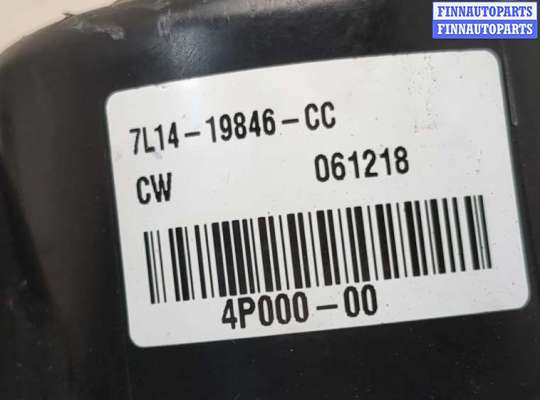 FINNAUTOPARTS
FINNAUTOPARTS
7L14-19846-CC
CW 061218
4P000-00